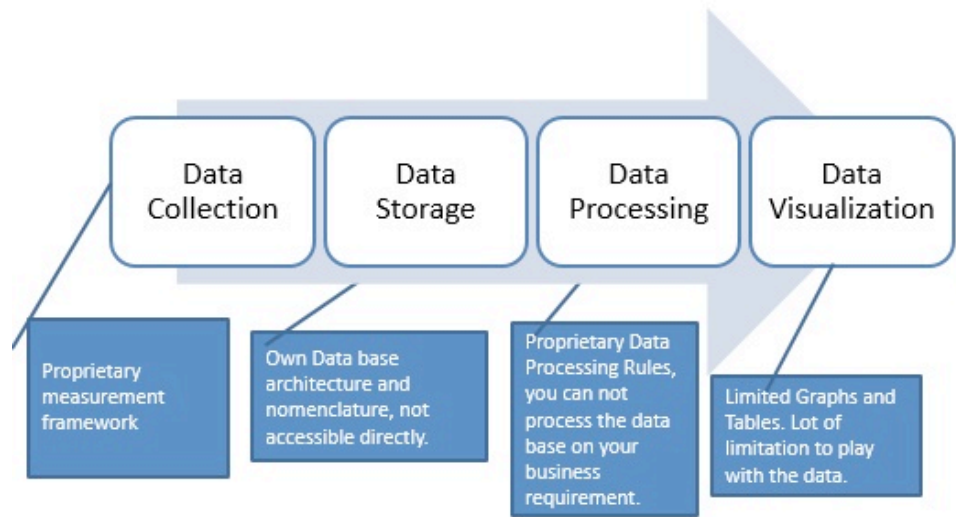 Data
Collection
Data
Storage
Data
Processing
Data
Visualization
Proprietary
measurement
framework
Own Data base
architecture and
nomenclature, not
accessible directly.
Proprietary Data
Processing Rules,
you can not
process the data
base on your
business
requirement.
Limited Graphs and
Tables. Lot of
limitation to play
with the data.